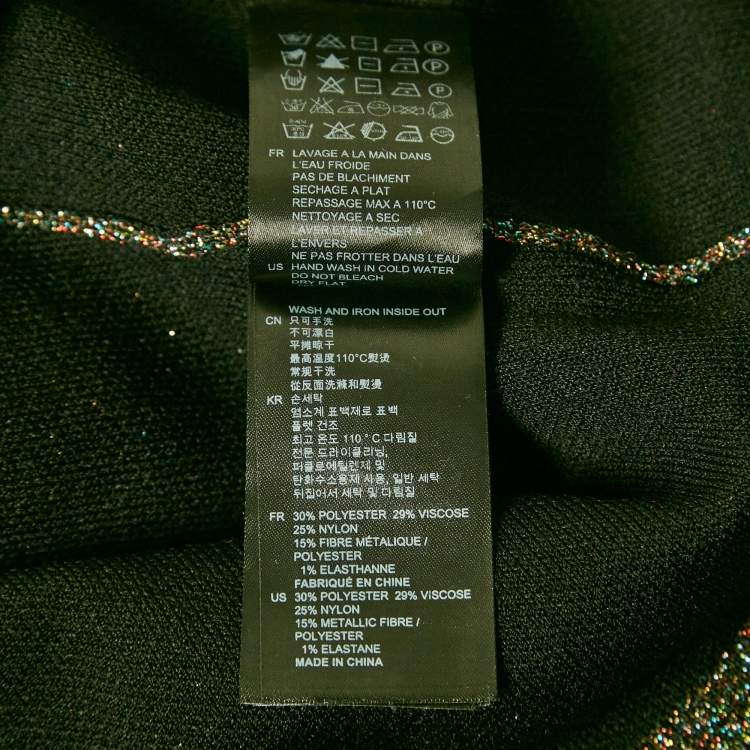 FR LAVAGE A LA MAIN DANS
L'EAU FROIDE
PAS DE BLACHIMENT
SECHAGE A PLAT
REPASSAGE MAX A 110°C
NETTOYAGE A SEC
LAVER ET REPASSER A
L'ENVERS
NE PAS FROTTER DANS L'EAU
US HAND WASH IN COLD WATER
DO NOT BLEACH
DRY FLAT
WASH AND IRON INSIDE OUT
CN 只可手洗
不可漂白
平摊晾干
最高温度110°C熨烫
常规干洗
從反面洗滌和熨燙
KR 손세탁
염소계 표백제로 표백
플렛 건조
최고 온도 110 ° C 다림질
전문 드라이클리닝,
퍼클로에틸렌제 및
탄화수소용제 사용, 일반 세탁
뒤집어서 세탁 및 다림질
FR 30% POLYESTER 29% VISCOSE
25% NYLON
15% FIBRE MÉTALIQUE /
POLYESTER
1% ELASTHANNE
FABRIQUÉ EN CHINE
US 30% POLYESTER 29% VISCOSE
25% NYLON
15% METALLIC FIBRE /
POLYESTER
1% ELASTANE
MADE IN CHINA